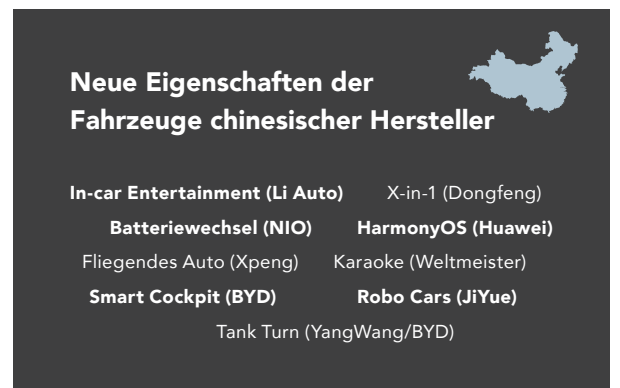 Neue Eigenschaften der
Fahrzeuge chinesischer Hersteller
In-car Entertainment (Li Auto) X-in-1 (Dongfeng)
Batteriewechsel (NIO) HarmonyOS (Huawei)
Fliegendes Auto (Xpeng) Karaoke (Weltmeister)
Smart Cockpit (BYD) Robo Cars (JiYue)
Tank Turn (YangWang/BYD)